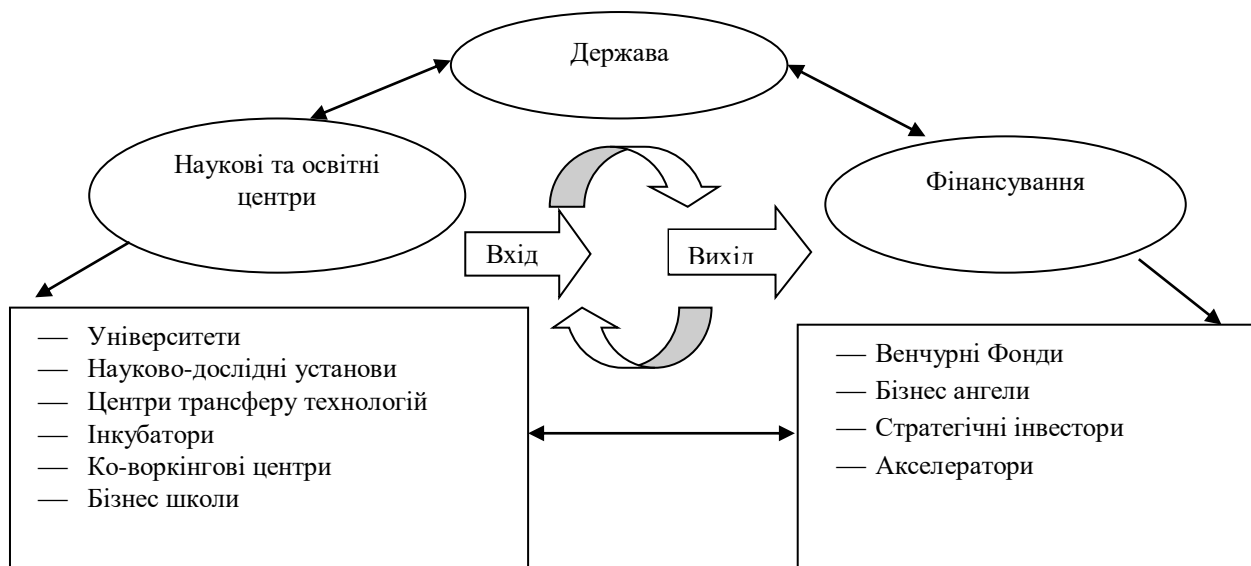 Держава
Наукові та освітні
центри
Фінансування
Вхід
Вихід
— Університети
— Науково-дослідні установи
— Центри трансферу технологій
— Інкубатори
— Ко-воркінгові центри
— Бізнес школи
— Венчурні Фонди
— Бізнес ангели
— Стратегічні інвестори
— Акселератори